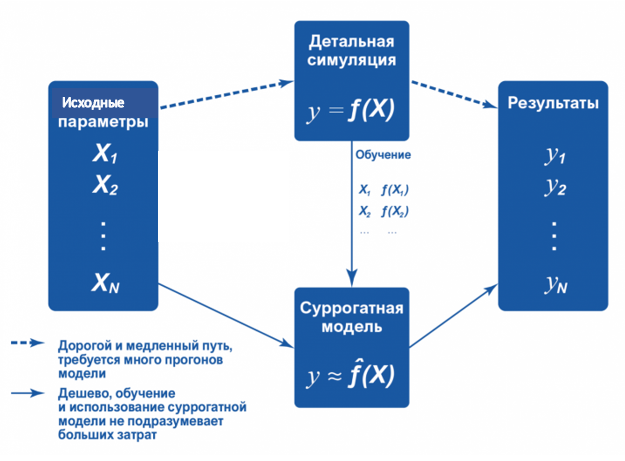 Детальная
симуляция
y = f(X)
Исходные
параметры
X1
X2
⋮
XN
Обучение
X1 f(X1)
X2 f(X2)
... ...
Результаты
y1
y2
⋮
yN
Суррогатная
модель
y ≈ f̂(X)
Дорогой и медленный путь,
требуется много прогонов
модели
Дешево, обучение
и использование суррогатной
модели не подразумевает
больших затрат